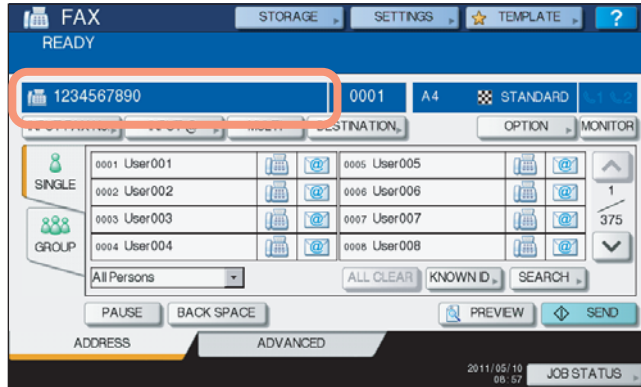 FAX STORAGE SETTINGS TEMPLATE ?
READY
1234567890 0001 A4 STANDARD
DESTINATION OPTION MONITOR
SINGLE
GROUP
0001 User001
0002 User002
0003 User003
0004 User004
0005 User005
0006 User006
0007 User007
0008 User008
1
375
All Persons ALL CLEAR KNOWN ID SEARCH
PAUSE BACK SPACE PREVIEW SEND
ADDRESS ADVANCED
2011/05/10
08:57
JOB STATUS